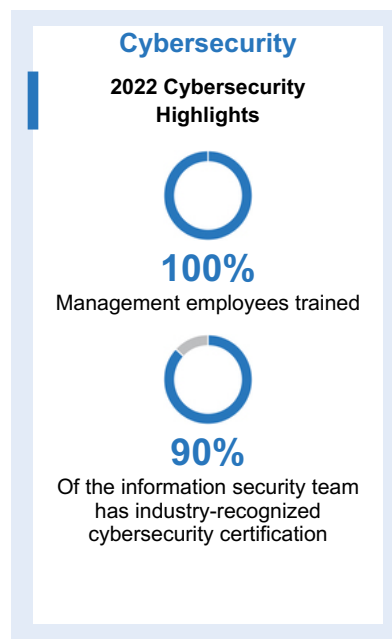 Cybersecurity
2022 Cybersecurity
Highlights
100%
Management employees trained
90%
Of the information security team
has industry-recognized
cybersecurity certification